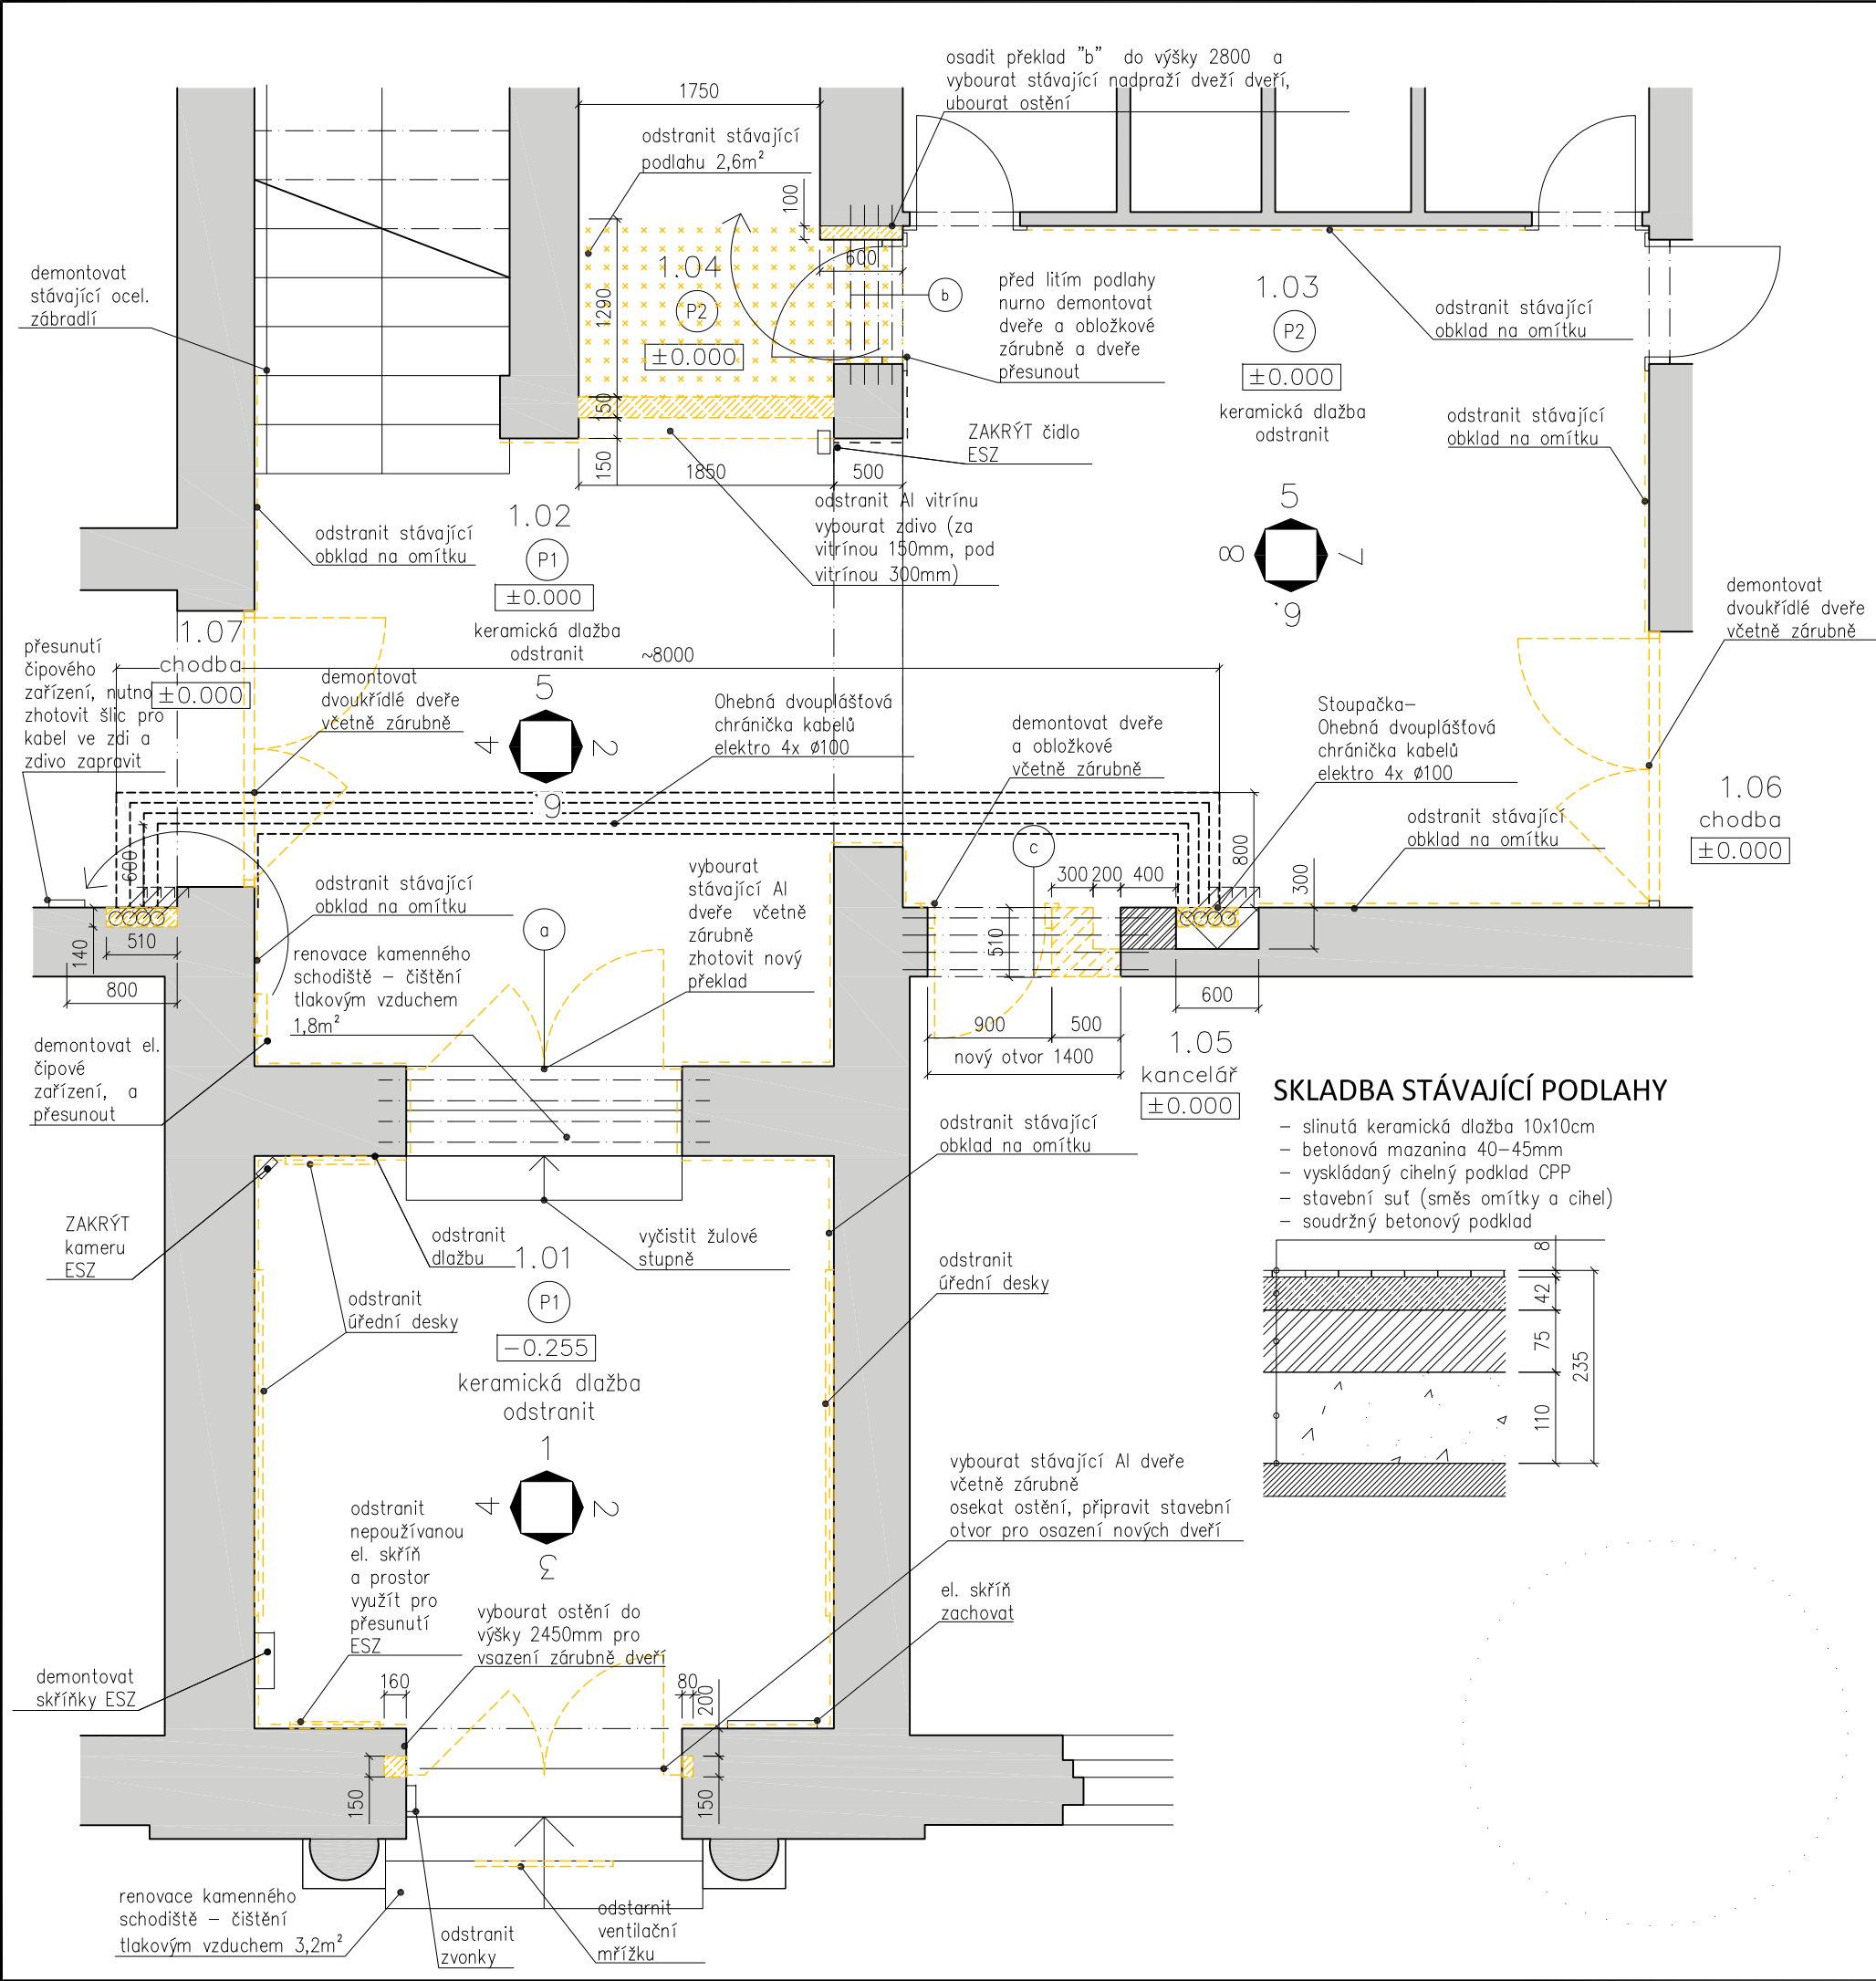 osadit překlad "b" do výšky 2800 a
vybourat stávající nadpraží dveží dveří,
ubourat ostění
1750
odstranit stávající
podlahu 2,6m²
100
600
1.04
P2
±0.000
1290
150
150
1850
500
b
před litím podlahy
nurno demontovat
dveře a obložkové
zárubně a dveře
přesunout
1.03
P2
±0.000
keramická dlažba
odstranit
odstranit stávající
obklad na omítku
odstranit stávající
obklad na omítku
demontovat
stávající ocel.
zábradlí
ZAKRÝT čidlo
ESZ
odstranit Al vitrínu
vybourat zdivo (za
vitrínou 150mm, pod
vitrínou 300mm)
1.02
P1
±0.000
keramická dlažba
odstranit
odstranit stávající
obklad na omítku
5
8
7
6.
demontovat
dvoukřídlé dveře
včetně zárubně
1.07
chodba
±0.000
přesunutí
čipového
zařízení, nutno
zhotovit šlic pro
kabel ve zdi a
zdivo zapravit
~8000
demontovat
dvoukřídlé dveře
včetně zárubně
5
4
2
6
Ohebná dvouplášťová
chránička kabelů
elektro 4x ø100
demontovat dveře
a obložkové
včetně zárubně
Stoupačka–
Ohebná dvouplášťová
chránička kabelů
elektro 4x ø100
1.06
chodba
±0.000
odstranit stávající
obklad na omítku
600
800
c
300
200
400
300
510
140
510
800
odstranit stávající
obklad na omítku
vybourat
stávající Al
dveře včetně
zárubně
zhotovit nový
překlad
a
renovace kamenného
schodiště – čištění
tlakovým vzduchem
1,8m²
600
900
500
nový otvor 1400
1.05
kancelář
±0.000
demontovat el.
čipové
zařízení, a
přesunout
SKLADBA STÁVAJÍCÍ PODLAHY
– slinutá keramická dlažba 10x10cm
– betonová mazanina 40–45mm
– vyskládaný cihelný podklad CPP
– stavební suť (směs omítky a cihel)
– soudržný betonový podklad
8
42
75
110
235
odstranit stávající
obklad na omítku
ZAKRÝT
kameru
ESZ
odstranit
dlažbu
vyčistit žulové
stupně
1.01
P1
-0.255
keramická dlažba
odstranit
odstranit
úřední desky
odstranit
úřední desky
1
4
2
3
vybourat stávající Al dveře
včetně zárubně
osekat ostění, připravit stavební
otvor pro osazení nových dveří
odstranit
nepoužívanou
el. skříň
a prostor
využít pro
přesunutí
ESZ
vybourat ostění do
výšky 2450mm pro
vsazení zárubně dveří
el. skříň
zachovat
demontovat
skříňky ESZ
160
80
200
150
150
renovace kamenného
schodiště – čištění
tlakovým vzduchem 3,2m²
odstranit
zvonky
odstarnit
ventilační
mřížku